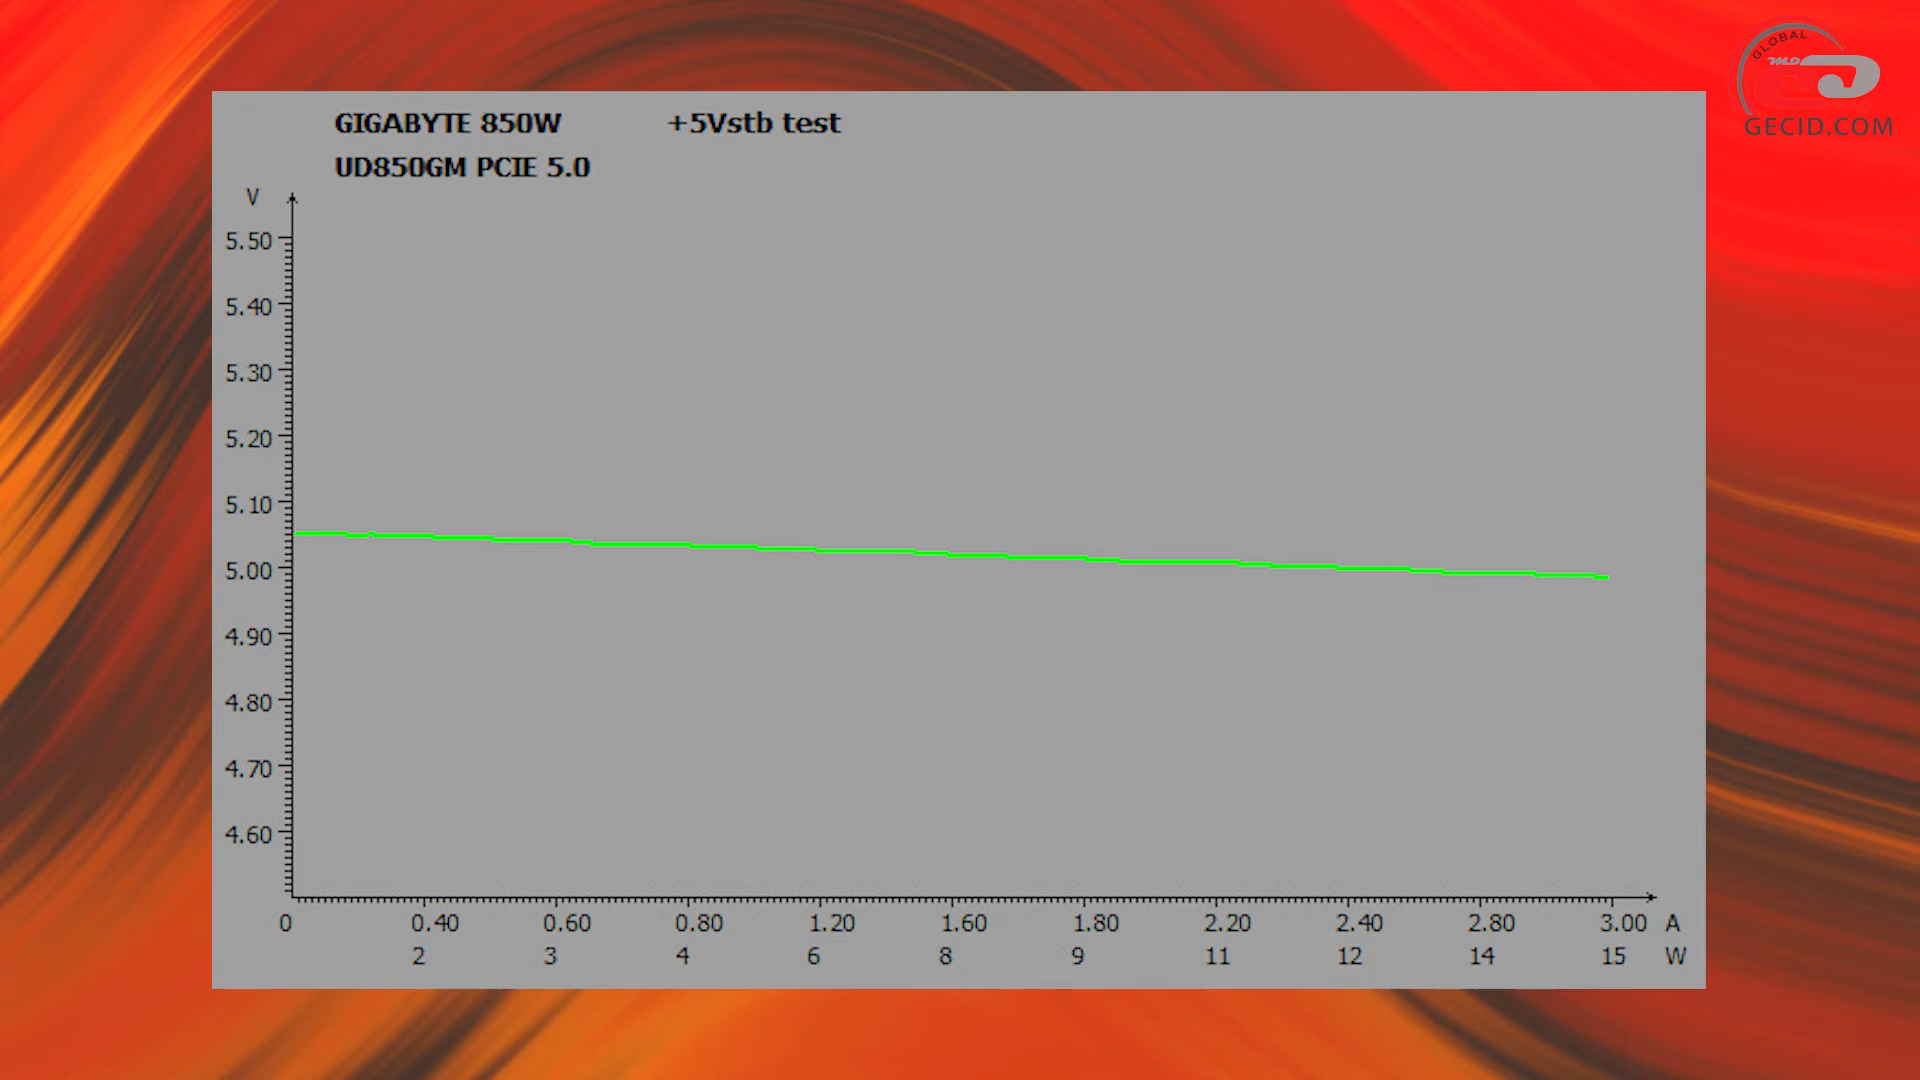 GLOBAL
GECID.COM
GIGABYTE 850W +5Vstb test
UD850GM PCIE 5.0
V
5.50
5.40
5.30
5.20
5.10
5.00
4.90
4.80
4.70
4.60
0 0.40 0.60 0.80 1.20 1.60 1.80 2.20 2.40 2.80 3.00 A
2 3 4 6 8 9 11 12 14 15 W